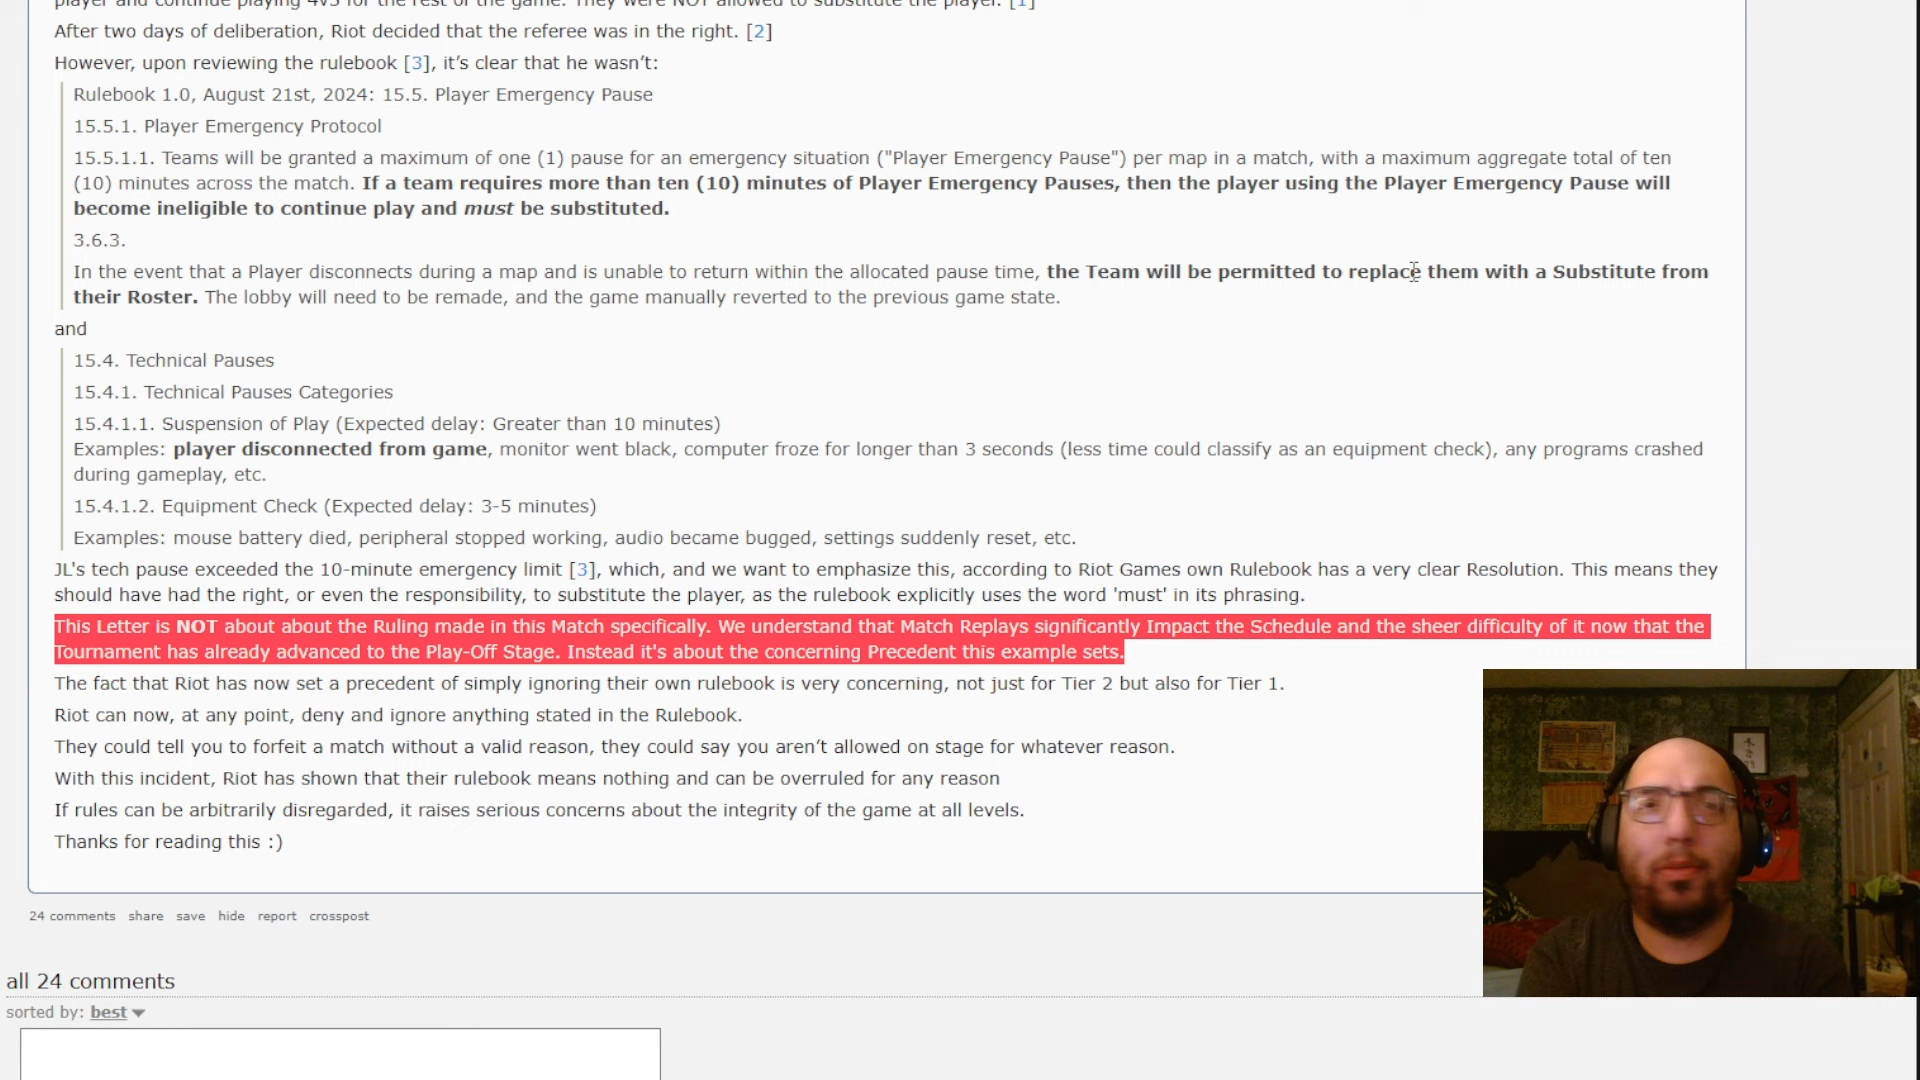 player and continue playing 4v5 for the rest of the game. They were NOT allowed to substitute the player. [1]
After two days of deliberation, Riot decided that the referee was in the right. [2]
However, upon reviewing the rulebook [3], it’s clear that he wasn’t:
Rulebook 1.0, August 21st, 2024: 15.5. Player Emergency Pause
15.5.1. Player Emergency Protocol
15.5.1.1. Teams will be granted a maximum of one (1) pause for an emergency situation ("Player Emergency Pause") per map in a match, with a maximum aggregate total of ten
(10) minutes across the match. If a team requires more than ten (10) minutes of Player Emergency Pauses, then the player using the Player Emergency Pause will
become ineligible to continue play and must be substituted.
3.6.3.
In the event that a Player disconnects during a map and is unable to return within the allocated pause time, the Team will be permitted to replace them with a Substitute from
their Roster. The lobby will need to be remade, and the game manually reverted to the previous game state.
and
15.4. Technical Pauses
15.4.1. Technical Pauses Categories
15.4.1.1. Suspension of Play (Expected delay: Greater than 10 minutes)
Examples: player disconnected from game, monitor went black, computer froze for longer than 3 seconds (less time could classify as an equipment check), any programs crashed
during gameplay, etc.
15.4.1.2. Equipment Check (Expected delay: 3-5 minutes)
Examples: mouse battery died, peripheral stopped working, audio became bugged, settings suddenly reset, etc.
JL's tech pause exceeded the 10-minute emergency limit [3], which, and we want to emphasize this, according to Riot Games own Rulebook has a very clear Resolution. This means they
should have had the right, or even the responsibility, to substitute the player, as the rulebook explicitly uses the word 'must' in its phrasing.
This Letter is NOT about about the Ruling made in this Match specifically. We understand that Match Replays significantly Impact the Schedule and the sheer difficulty of it now that the
Tournament has already advanced to the Play-Off Stage. Instead it's about the concerning Precedent this example sets.
The fact that Riot has now set a precedent of simply ignoring their own rulebook is very concerning, not just for Tier 2 but also for Tier 1.
Riot can now, at any point, deny and ignore anything stated in the Rulebook.
They could tell you to forfeit a match without a valid reason, they could say you aren’t allowed on stage for whatever reason.
With this incident, Riot has shown that their rulebook means nothing and can be overruled for any reason
If rules can be arbitrarily disregarded, it raises serious concerns about the integrity of the game at all levels.
Thanks for reading this :)
24 comments share save hide report crosspost
all 24 comments
sorted by: best